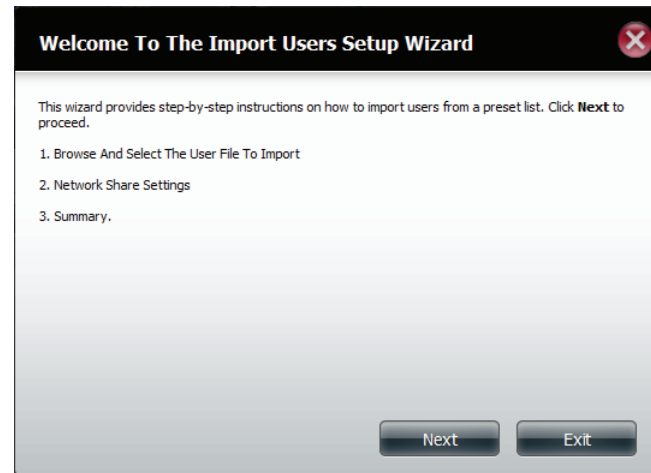 Welcome To The Import Users Setup Wizard
This wizard provides step-by-step instructions on how to import users from a preset list. Click Next to
proceed.
1. Browse And Select The User File To Import
2. Network Share Settings
3. Summary.
Next Exit